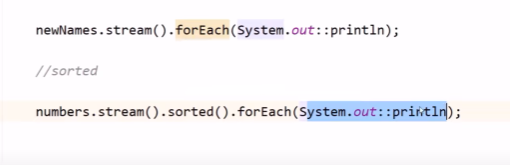 newNames.stream().forEach(System.out::println);
//sorted
numbers.stream().sorted().forEach(System.out::println);